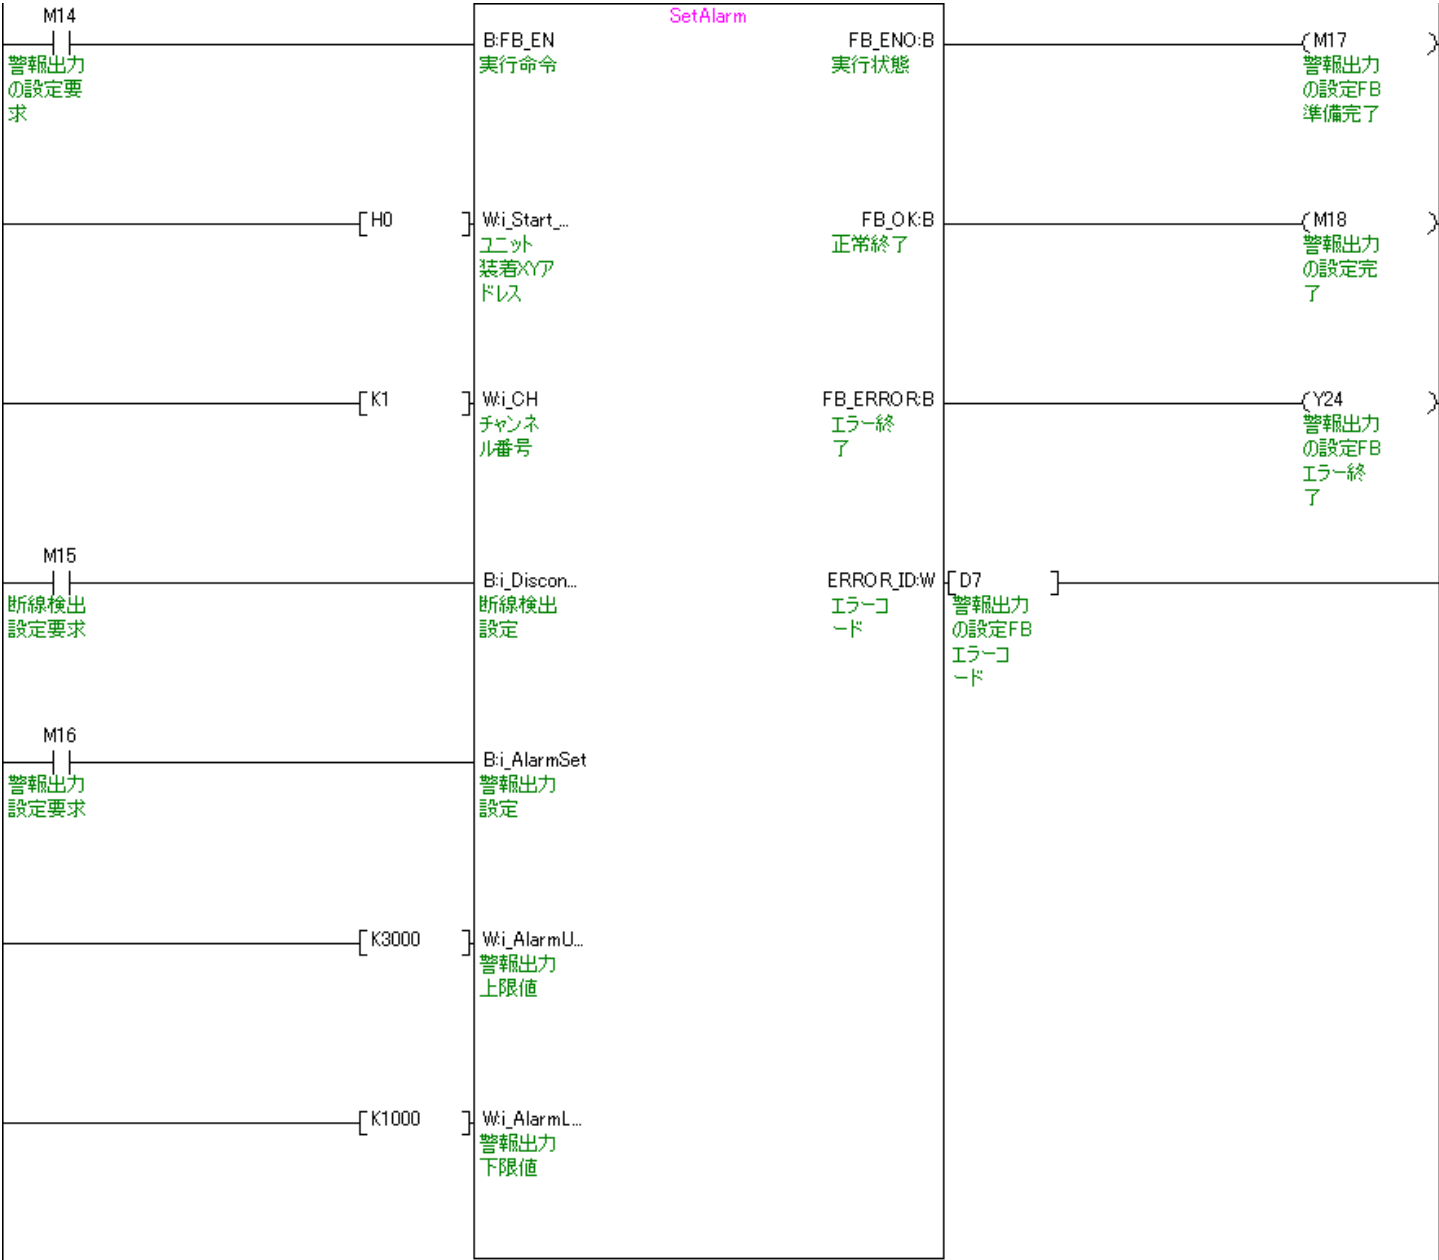 SetAlarm
M14
警報出力
の設定要
求
B:FB_EN
実行命令
FB_ENO:B
実行状態
M17
警報出力
の設定FB
準備完了
H0
W:i_Start_...
ユニット
装着XYア
ドレス
FB_OK:B
正常終了
M18
警報出力
の設定完
了
K1
W:i_CH
チャンネ
ル番号
FB_ERROR:B
エラー終
了
Y24
警報出力
の設定FB
エラー終
了
M15
断線検出
設定要求
B:i_Discon...
断線検出
設定
ERROR_ID:W
エラーコ
ード
D7
警報出力
の設定FB
エラーコ
ード
M16
警報出力
設定要求
B:i_AlarmSet
警報出力
設定
K3000
W:i_AlarmU...
警報出力
上限値
K1000
W:i_AlarmL...
警報出力
下限値